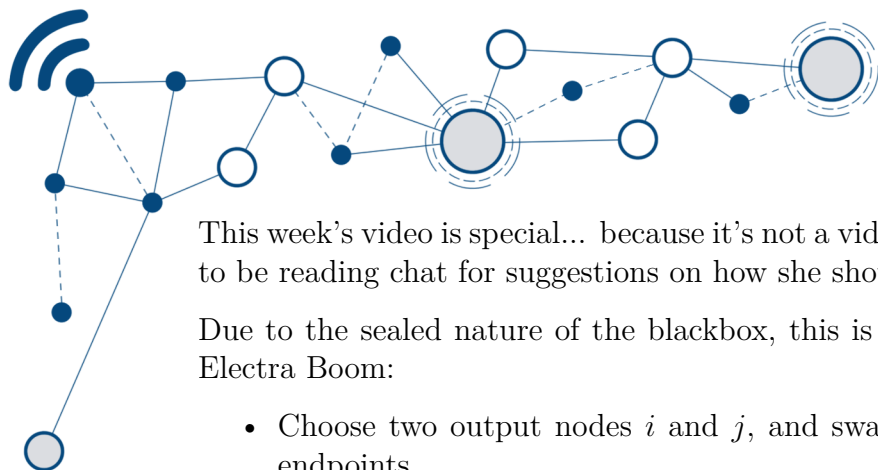 This week's video is special... because it's not a vid
to be reading chat for suggestions on how she sho
Due to the sealed nature of the blackbox, this is
Electra Boom:
• Choose two output nodes i and j, and swa
endpoints